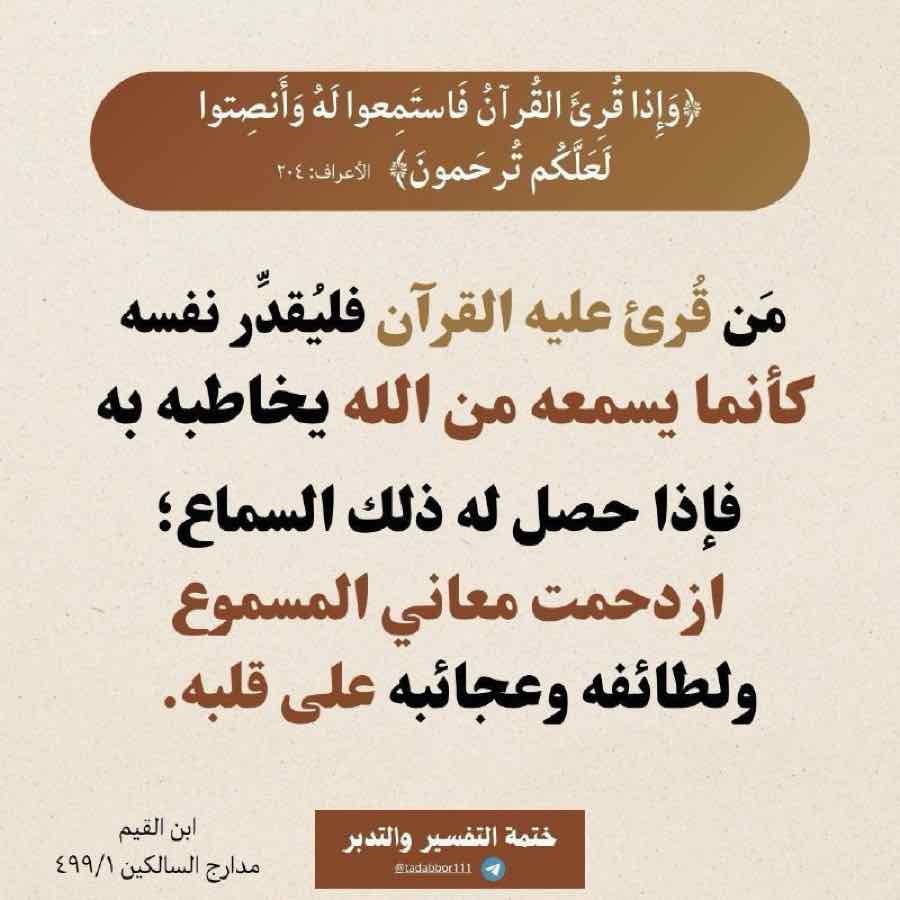 ﴿وَإِذا قُرِئَ القُرآنُ فَاستَمِعوا لَهُ وَأَنصِتوا
لَعَلَّكُم تُرحَمونَ﴾ الأعراف: ٢٠٤
مَن قُرئ عليه القرآن فليُقدِّر نفسه
كأنما يسمعه من الله يخاطبه به
فإذا حصل له ذلك السماع؛
ازدحمت معاني المسموع
ولطائفه وعجائبه على قلبه.
ابن القيم
مدارج السالكين ٤٩٩/١
ختمة التفسير والتدبر
@tadabbor111